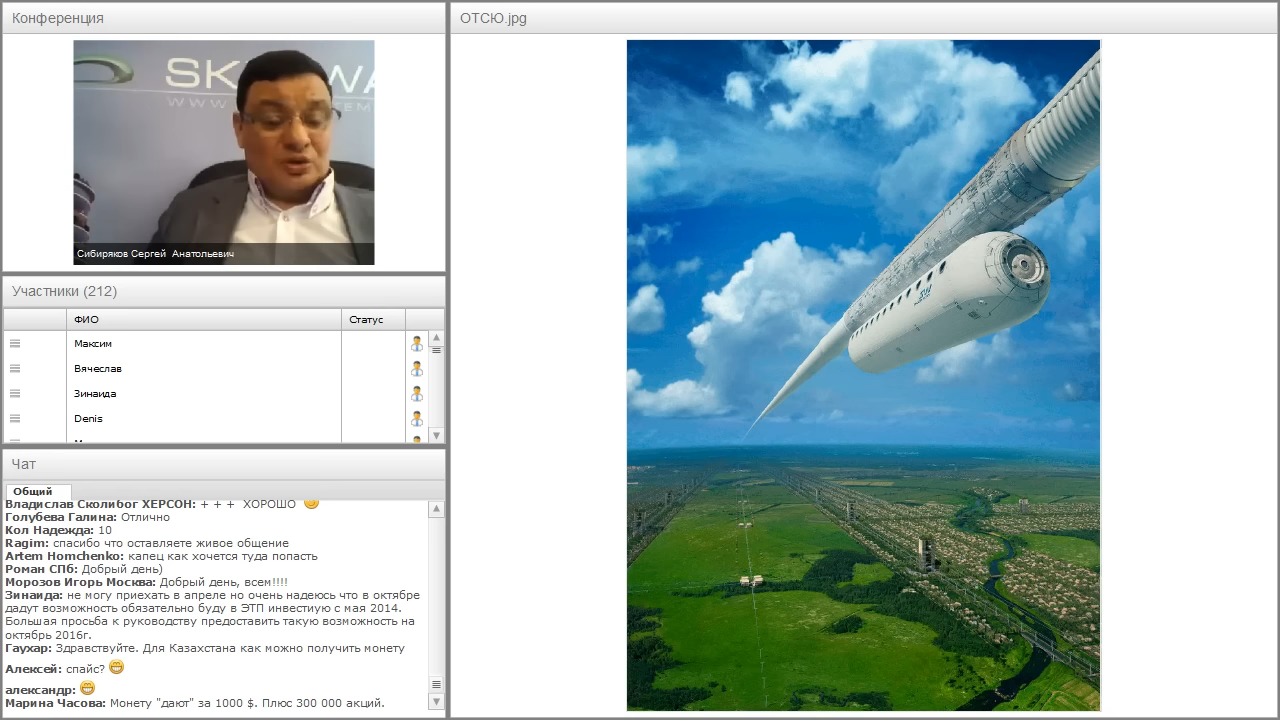 Конференция
ОТСЮ.jpg
SK WA
WWW. TEM
Сибиряков Сергей Анатольевич
Участники (212)
ФИО
Статус
Максим
Вячеслав
Зинаида
Denis
Чат
Общий
Владислав Сколибог ХЕРСОН: + + + ХОРОШО
Голубева Галина: Отлично
Кол Надежда: 10
Ragim: спасибо что оставляете живое общение
Artem Homchenko: капец как хочется туда попасть
Роман СПб: Добрый день)
Морозов Игорь Москва: Добрый день, всем!!!!
Зинаида: не могу приехать в апреле но очень надеюсь что в октябре
дадут возможность обязательно буду в ЭТП инвестиую с мая 2014.
Большая просьба к руководству предоставить такую возможность на
октябрь 2016г.
Гаухар: Здравствуйте. Для Казахстана как можно получить монету
Алексей: спайс?
александр:
Марина Часова: Монету "дарят" за 1000 $. Плюс 300 000 акций.